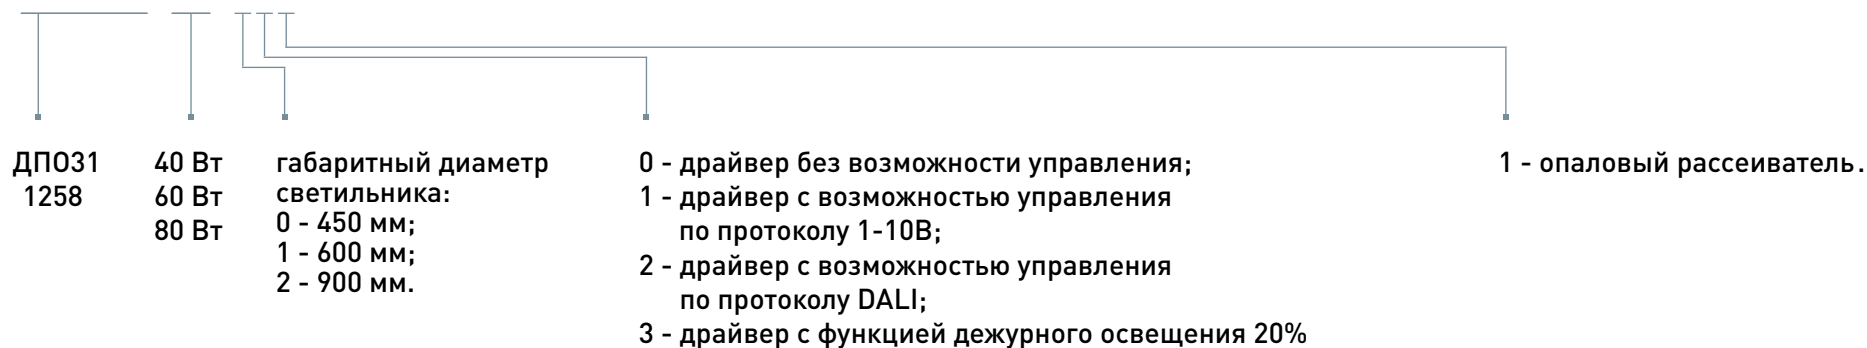 ДПО31
1258
40 Вт
60 Вт
80 Вт
габаритный диаметр
светильника:
0 - 450 мм;
1 - 600 мм;
2 - 900 мм.
0 - драйвер без возможности управления;
1 - драйвер с возможностью управления
по протоколу 1-10В;
2 - драйвер с возможностью управления
по протоколу DALI;
3 - драйвер с функцией дежурного освещения 20%
1 - опаловый рассеиватель.